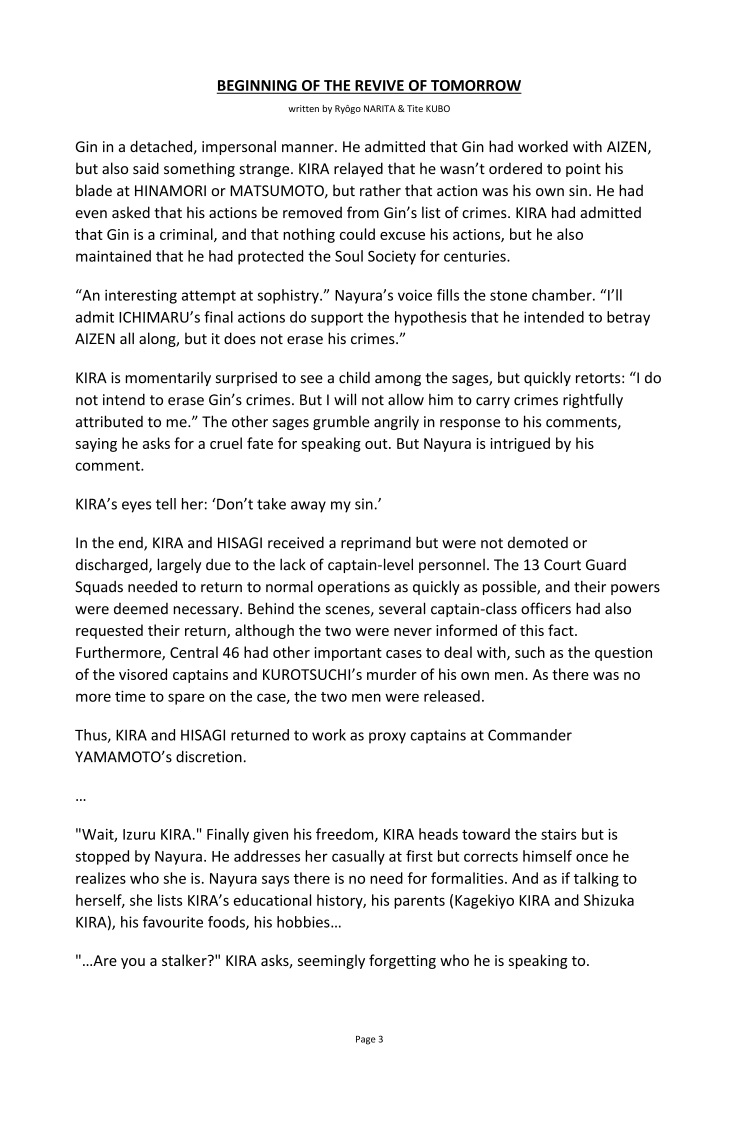 BEGINNING OF THE REVIVE OF TOMORROW
written by Ryōgo NARITA & Tite KUBO
Gin in a detached, impersonal manner. He admitted that Gin had worked with AIZEN,
but also said something strange. KIRA relayed that he wasn’t ordered to point his
blade at HINAMORI or MATSUMOTO, but rather that action was his own sin. He had
even asked that his actions be removed from Gin’s list of crimes. KIRA had admitted
that Gin is a criminal, and that nothing could excuse his actions, but he also
maintained that he had protected the Soul Society for centuries.
“An interesting attempt at sophistry.” Nayura’s voice fills the stone chamber. “I’ll
admit ICHIMARU’s final actions do support the hypothesis that he intended to betray
AIZEN all along, but it does not erase his crimes.”
KIRA is momentarily surprised to see a child among the sages, but quickly retorts: “I do
not intend to erase Gin’s crimes. But I will not allow him to carry crimes rightfully
attributed to me.” The other sages grumble angrily in response to his comments,
saying he asks for a cruel fate for speaking out. But Nayura is intrigued by his
comment.
KIRA’s eyes tell her: ‘Don’t take away my sin.’
In the end, KIRA and HISAGI received a reprimand but were not demoted or
discharged, largely due to the lack of captain-level personnel. The 13 Court Guard
Squads needed to return to normal operations as quickly as possible, and their powers
were deemed necessary. Behind the scenes, several captain-class officers had also
requested their return, although the two were never informed of this fact.
Furthermore, Central 46 had other important cases to deal with, such as the question
of the visored captains and KUROTSUCHI’s murder of his own men. As there was no
more time to spare on the case, the two men were released.
Thus, KIRA and HISAGI returned to work as proxy captains at Commander
YAMAMOTO’s discretion.
…
"Wait, Izuru KIRA." Finally given his freedom, KIRA heads toward the stairs but is
stopped by Nayura. He addresses her casually at first but corrects himself once he
realizes who she is. Nayura says there is no need for formalities. And as if talking to
herself, she lists KIRA’s educational history, his parents (Kagekiyo KIRA and Shizuka
KIRA), his favourite foods, his hobbies…
"…Are you a stalker?" KIRA asks, seemingly forgetting who he is speaking to.
Page 3